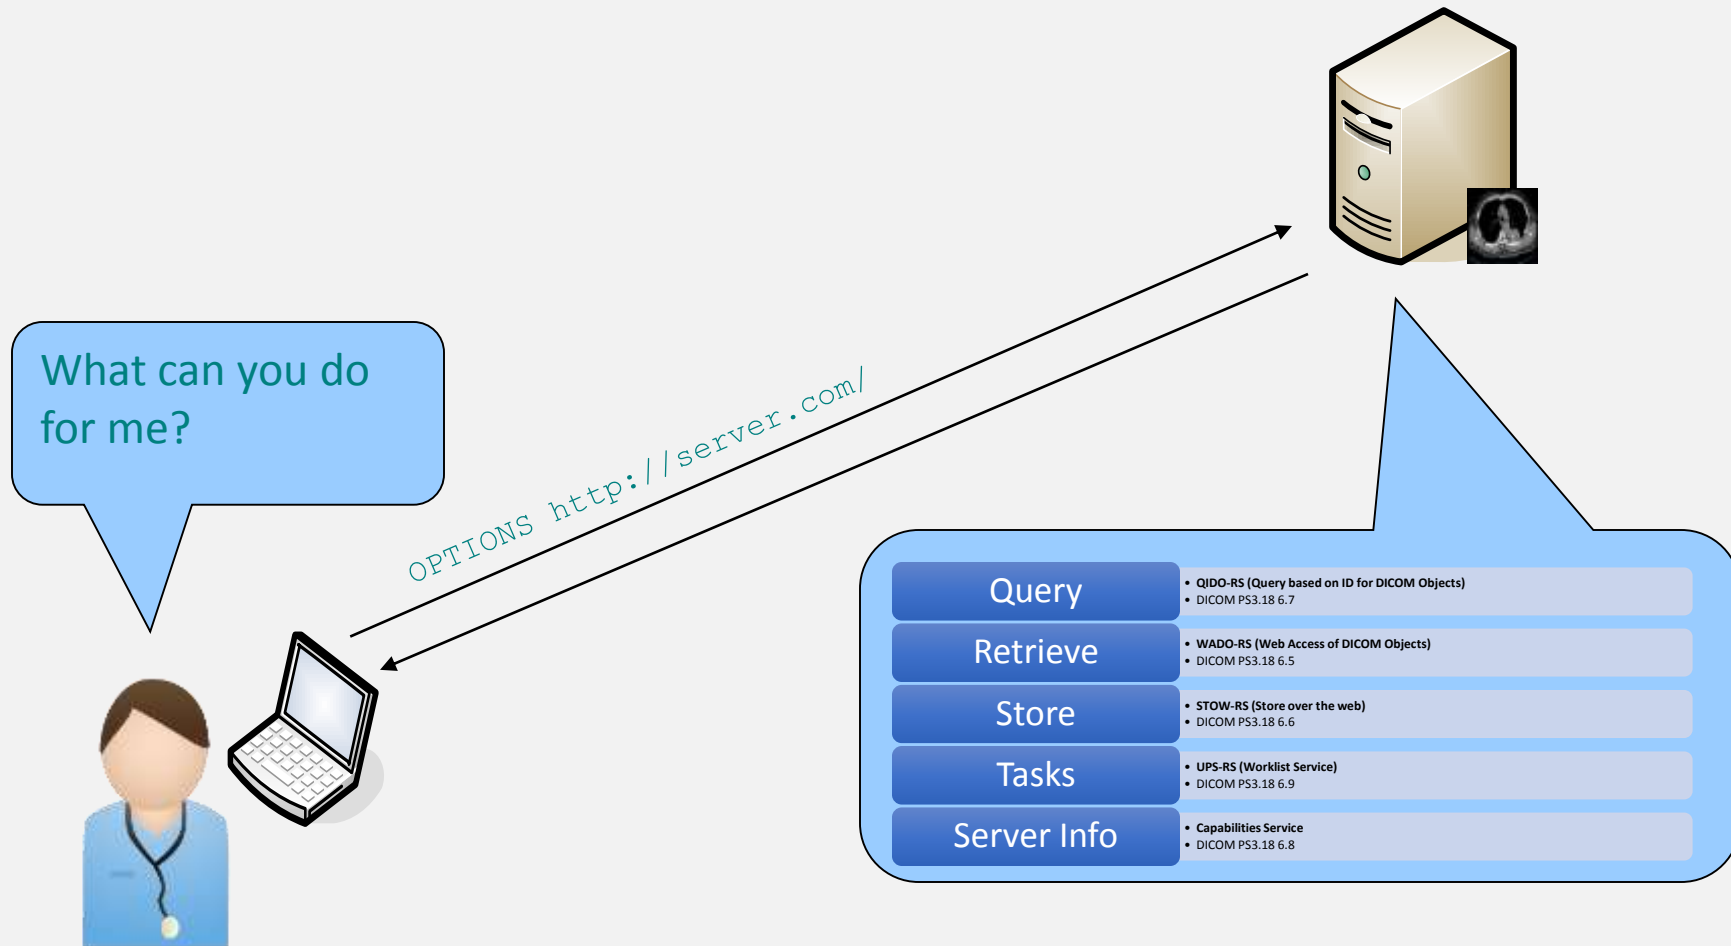 What can you do
for me?
OPTIONS http://server.com/
Query
• QIDO-RS (Query based on ID for DICOM Objects)
• DICOM PS3.18 6.7
Retrieve
• WADO-RS (Web Access of DICOM Objects)
• DICOM PS3.18 6.5
Store
• STOW-RS (Store over the web)
• DICOM PS3.18 6.6
Tasks
• UPS-RS (Worklist Service)
• DICOM PS3.18 6.9
Server Info
• Capabilities Service
• DICOM PS3.18 6.8